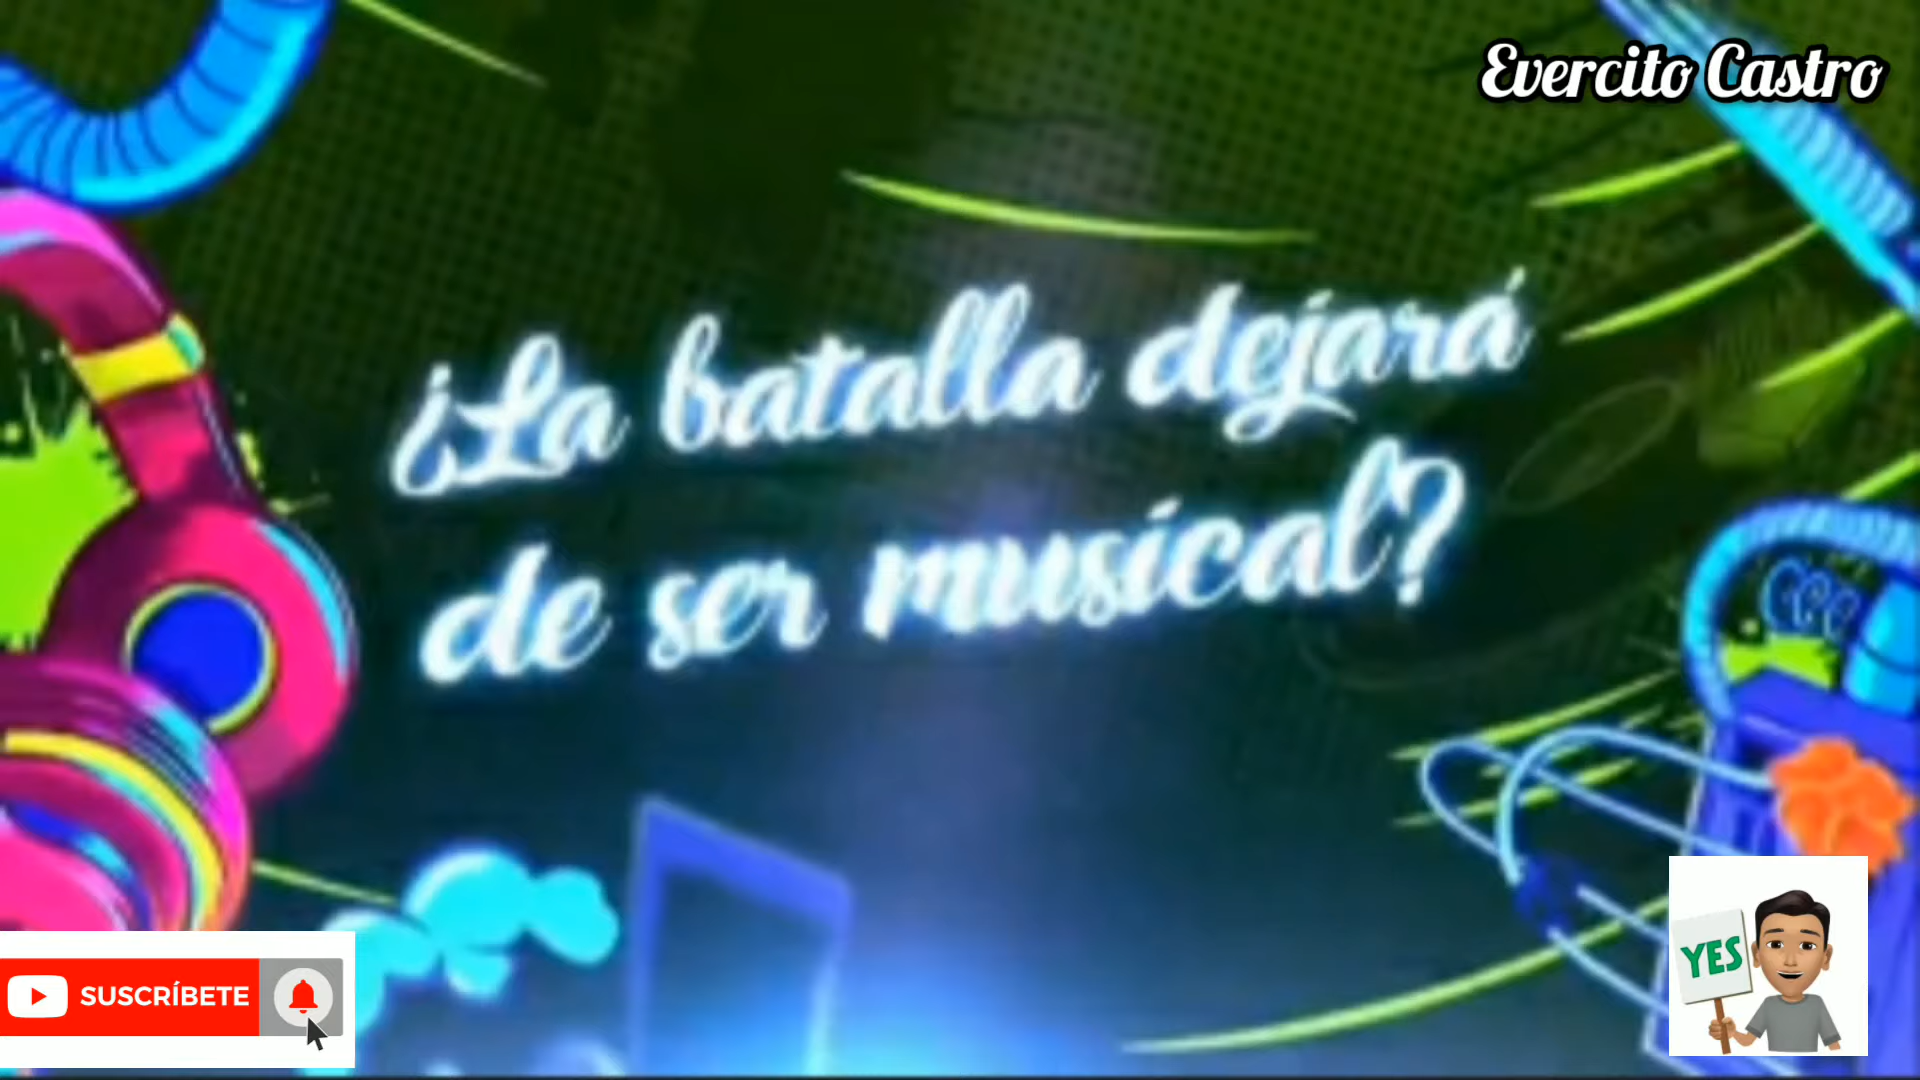 Evercito Castro
¿La batalla dejará
de ser musical?
SUSCRÍBETE
YES